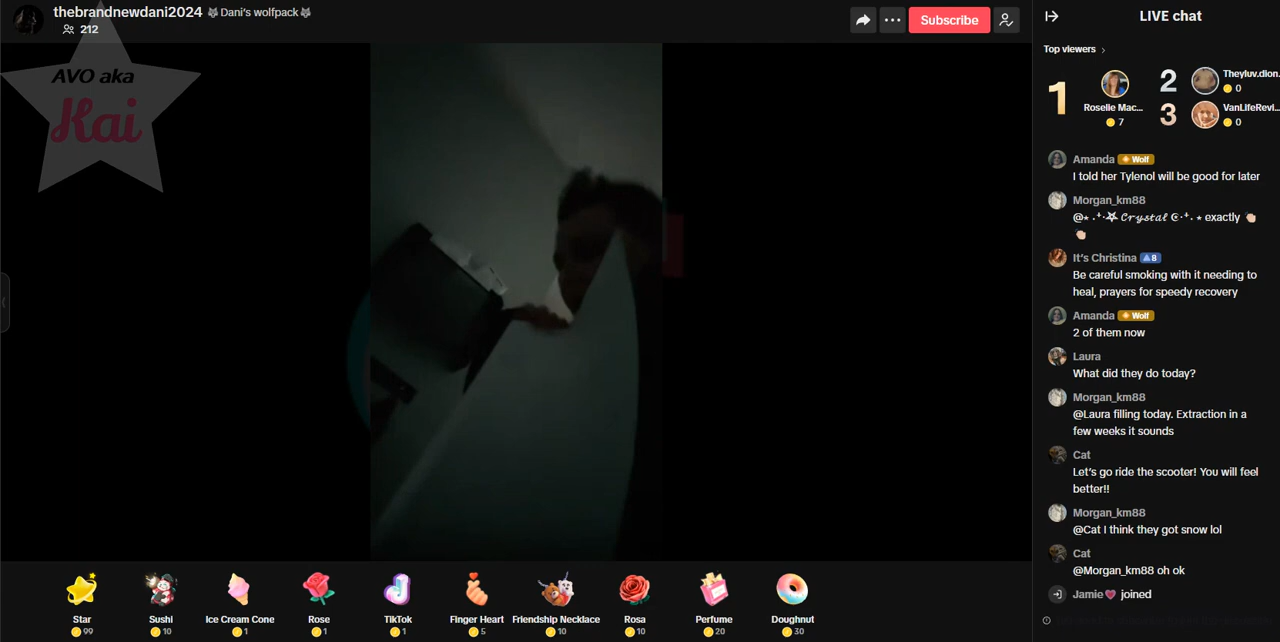 thebrandnewdani2024 🐺Dani's wolfpack🐺
212
Subscribe
AVO aka
Kai
LIVE chat
Top viewers
1
Roselle Mac...
7
2
Theyluv.dion.
0
3
VanLifeRevi...
0
Amanda Wolf
I told her Tylenol will be good for later
Morgan_km88
@⋆ .⁺·⛧ 𝓒𝓻𝔂𝓼𝓽𝓪𝓵 ☪·⁺. ⋆ exactly 👏🏻
👏🏻
It's Christina 8
Be careful smoking with it needing to
heal, prayers for speedy recovery
Amanda Wolf
2 of them now
Laura
What did they do today?
Morgan_km88
@Laura filling today. Extraction in a
few weeks it sounds
Cat
Let's go ride the scooter! You will feel
better!!
Morgan_km88
@Cat I think they got snow lol
Cat
@Morgan_km88 oh ok
Jamie💗 joined
Star
99
Sushi
10
Ice Cream Cone
1
Rose
1
TikTok
1
Finger Heart
5
Friendship Necklace
10
Rosa
10
Perfume
20
Doughnut
30